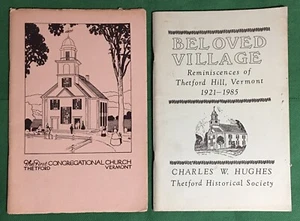 The First CONGREGATIONAL CHURCH
THETFORD VERMONT
BELOVED
VILLAGE
Reminiscences of
Thetford Hill, Vermont
1921-1985
CHARLES W. HUGHES
Thetford Historical Society